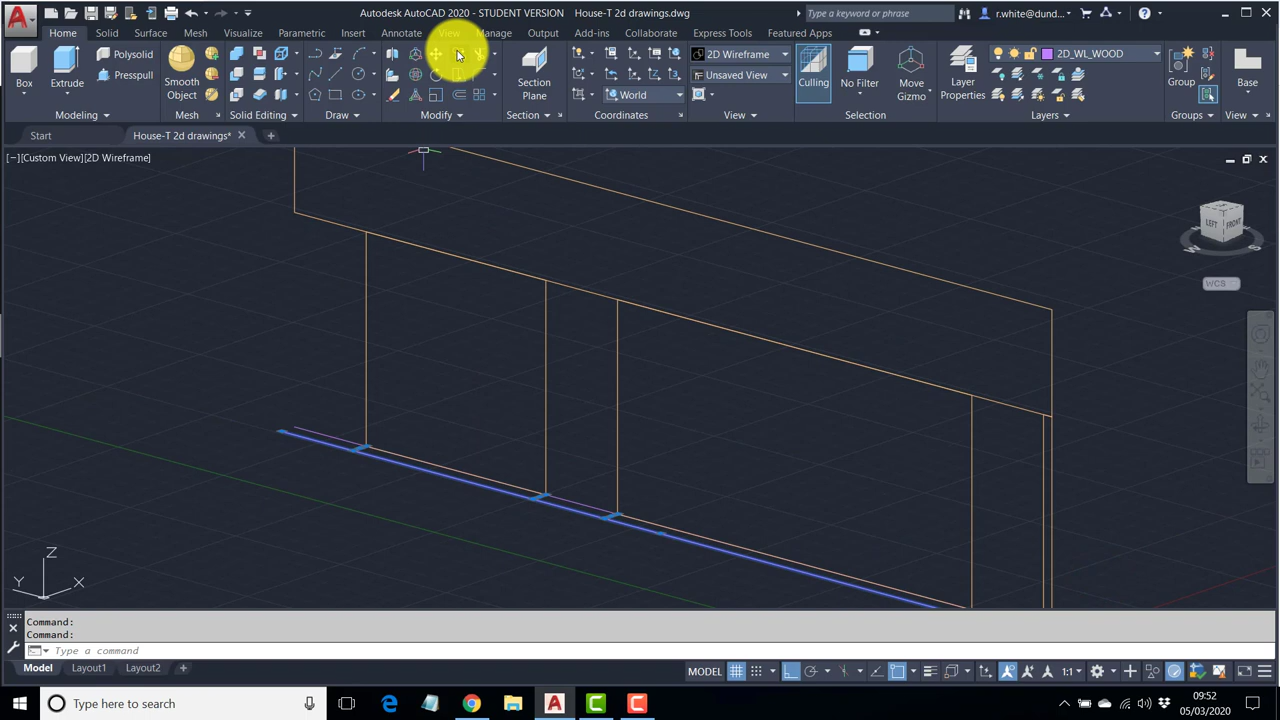 A
Autodesk AutoCAD 2020 - STUDENT VERSION House-T 2d drawings.dwg
Type a keyword or phrase
r.white@dund...
Home Solid Surface Mesh Visualize Parametric Insert Annotate View Manage Output Add-ins Collaborate Express Tools Featured Apps
Box
Extrude
Polysolid
Presspull
Smooth
Object
Section
Plane
World
2D Wireframe
Unsaved View
Culling
No Filter
Move
Gizmo
Layer
Properties
2D_WL_WOOD
Group
Base
Modeling Mesh Solid Editing Draw Modify Section Coordinates View Selection Layers Groups View
Start House-T 2d drawings*
[−][Custom View][2D Wireframe]
LEFT FRONT
W S
WCS
Z
Y X
Command:
Command:
Type a command
Model Layout1 Layout2
MODEL 1:1
Type here to search
A
C C
09:52
05/03/2020